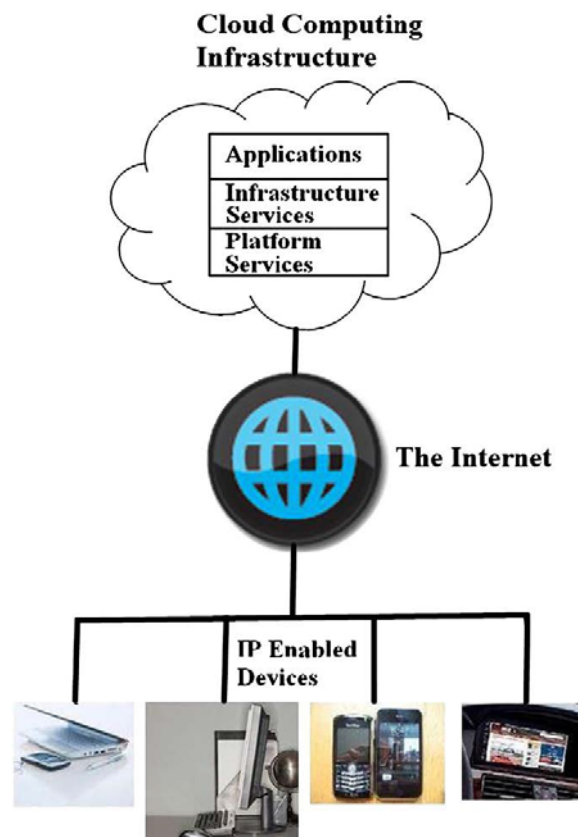 Cloud Computing
Infrastructure
Applications
Infrastructure
Services
Platform
Services
The Internet
IP Enabled
Devices